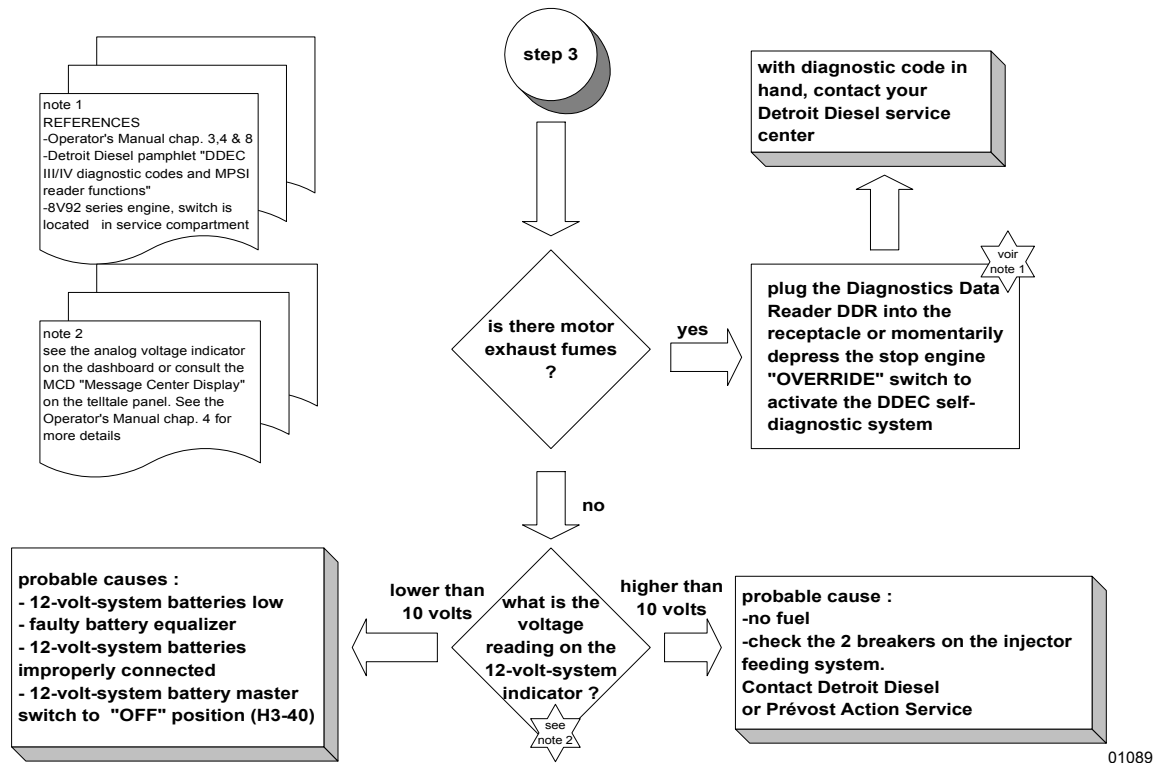 step 3
with diagnostic code in
hand, contact your
Detroit Diesel service
center
note 1
REFERENCES
-Operator's Manual chap. 3,4 & 8
-Detroit Diesel pamphlet "DDEC
III/IV diagnostic codes and MPSI
reader functions"
-8V92 series engine, switch is
located in service compartment
voir
note 1
note 2
see the analog voltage indicator
on the dashboard or consult the
MCD "Message Center Display"
on the telltale panel. See the
Operator's Manual chap. 4 for
more details
is there motor
exhaust fumes
?
yes
plug the Diagnostics Data
Reader DDR into the
receptacle or momentarily
depress the stop engine
"OVERRIDE" switch to
activate the DDEC self-
diagnostic system
no
probable causes :
- 12-volt-system batteries low
- faulty battery equalizer
- 12-volt-system batteries
improperly connected
- 12-volt-system battery master
switch to "OFF" position (H3-40)
lower than
10 volts
what is the
voltage
reading on the
12-volt-system
indicator ?
see
note 2
higher than
10 volts
probable cause :
-no fuel
-check the 2 breakers on the injector
feeding system.
Contact Detroit Diesel
or Prévost Action Service
01089